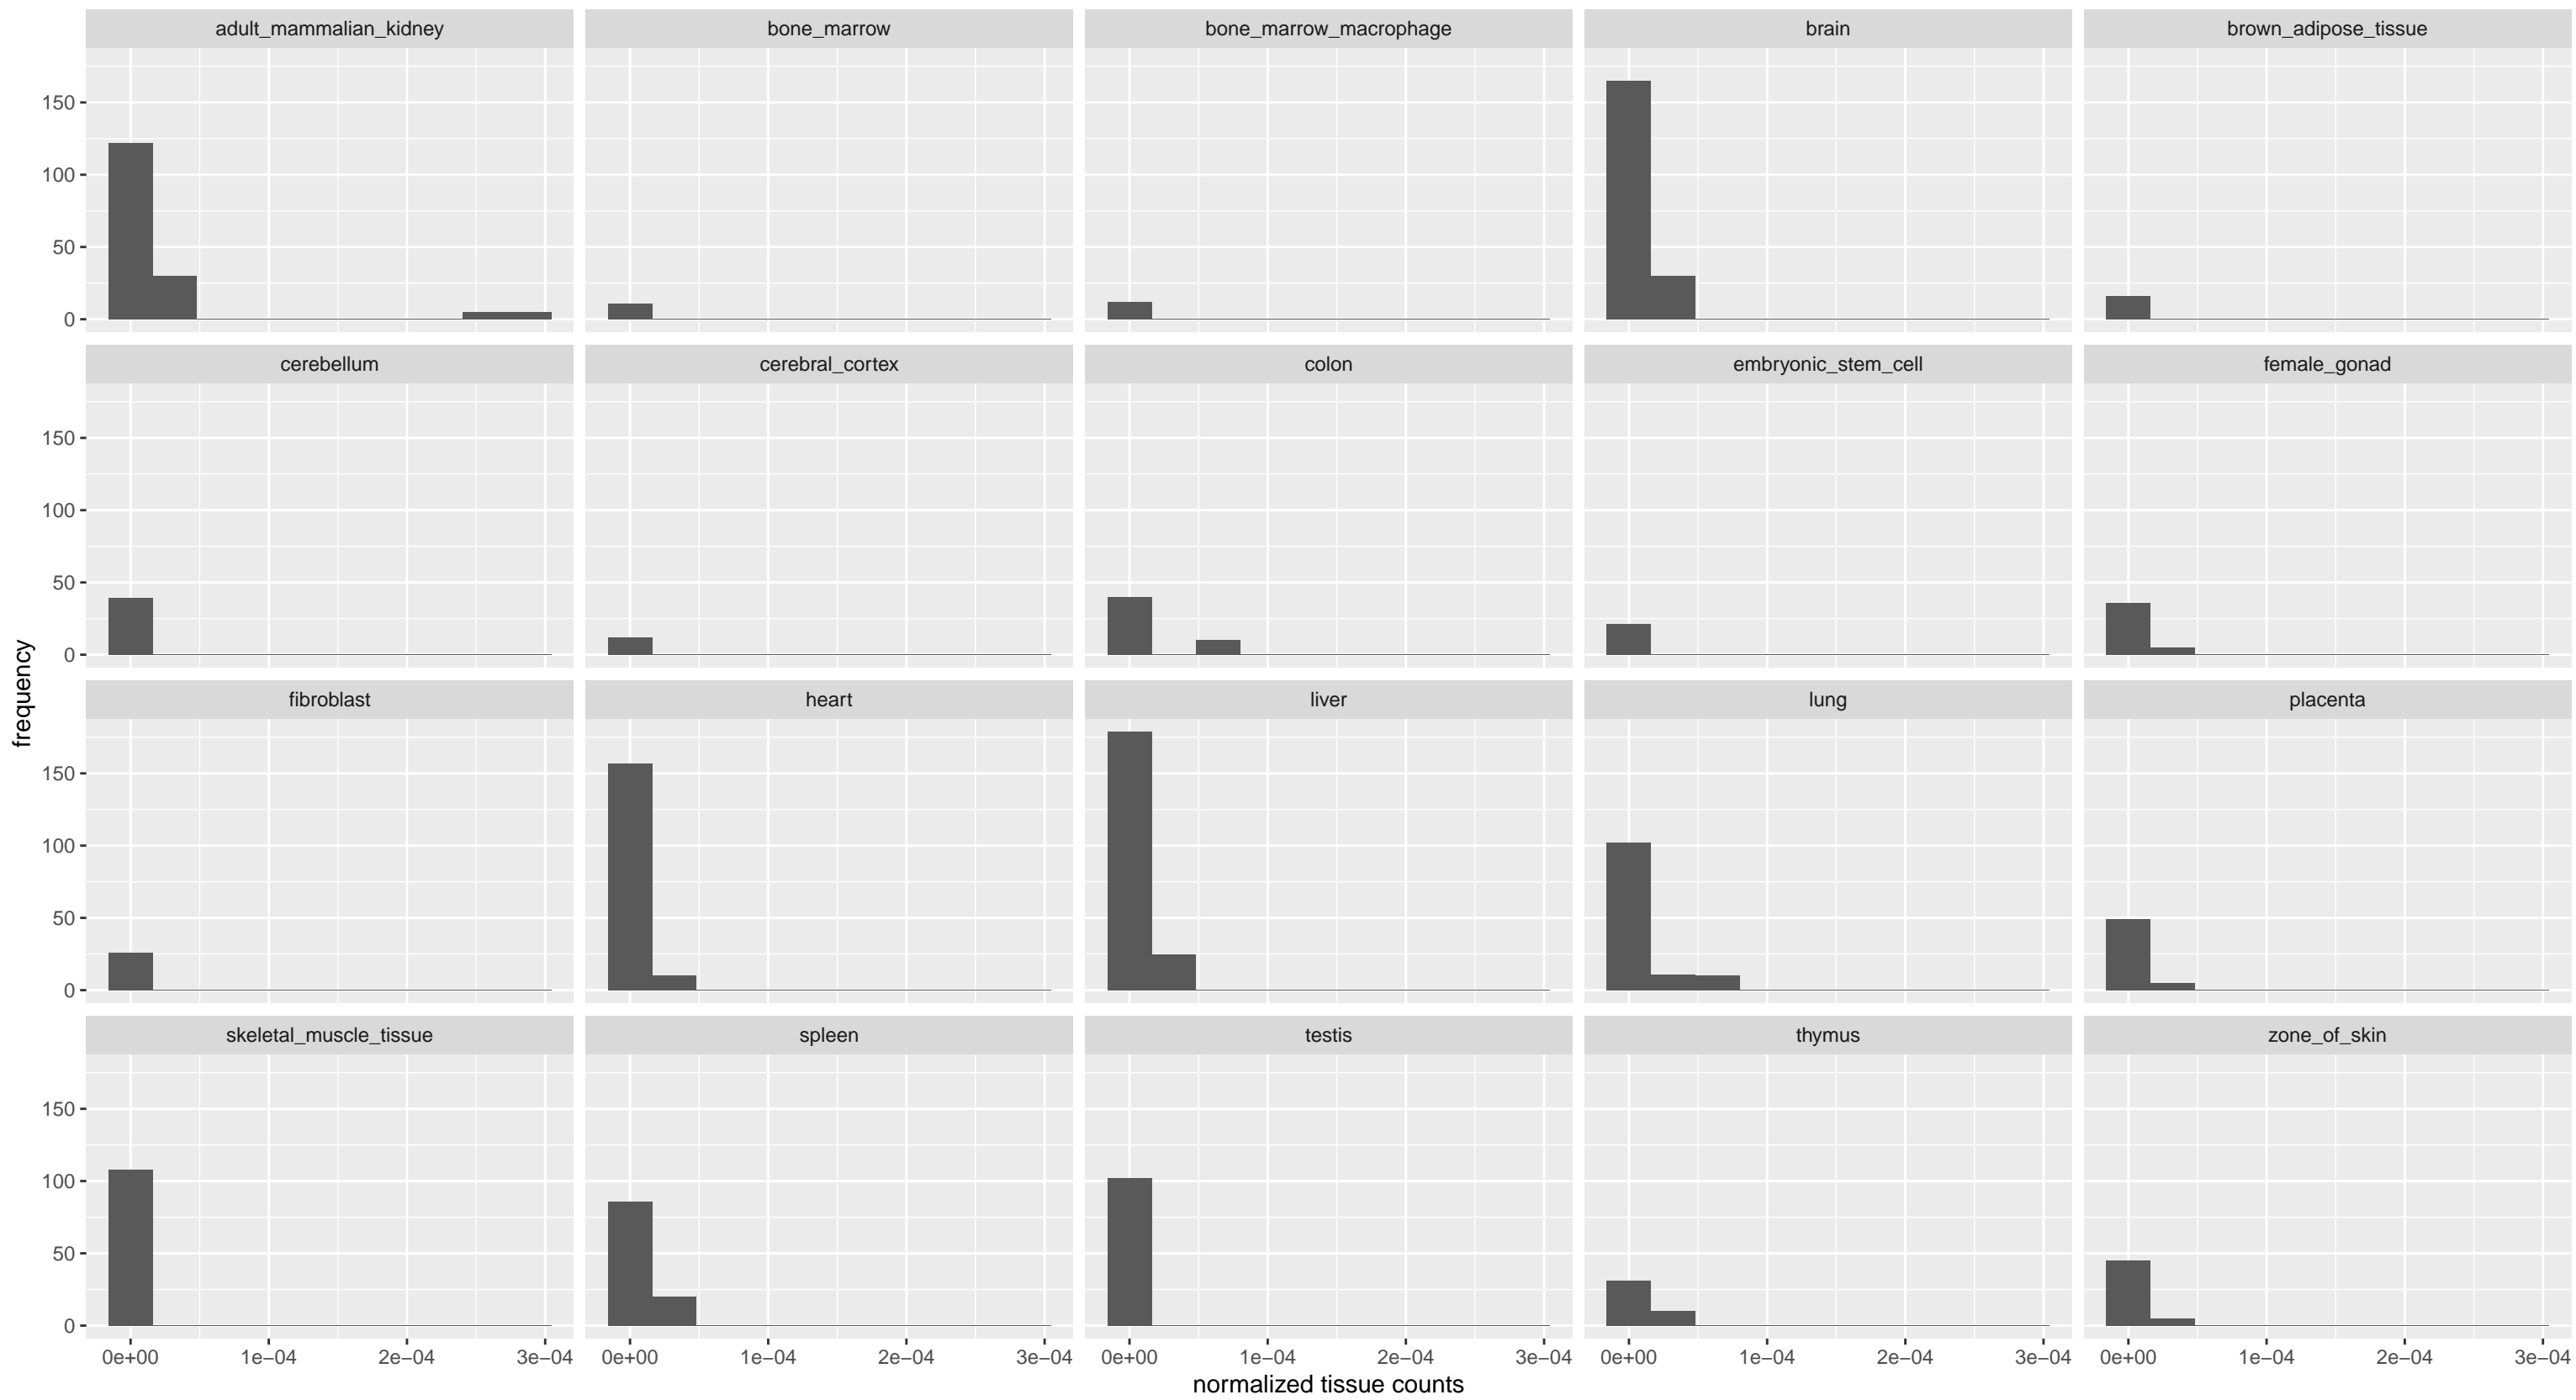 adult_mammalian_kidney bone_marrow bone_marrow_macrophage brain brown_adipose_tissue
150
100
50
0
cerebellum cerebral_cortex colon embryonic_stem_cell female_gonad
150
100
50
0
frequency
fibroblast heart liver lung placenta
150
100
50
0
skeletal_muscle_tissue spleen testis thymus zone_of_skin
150
100
50
0
0e+00 1e−04 2e−04 3e−04 0e+00 1e−04 2e−04 3e−04 0e+00 1e−04 2e−04 3e−04 0e+00 1e−04 2e−04 3e−04 0e+00 1e−04 2e−04 3e−04
normalized tissue counts